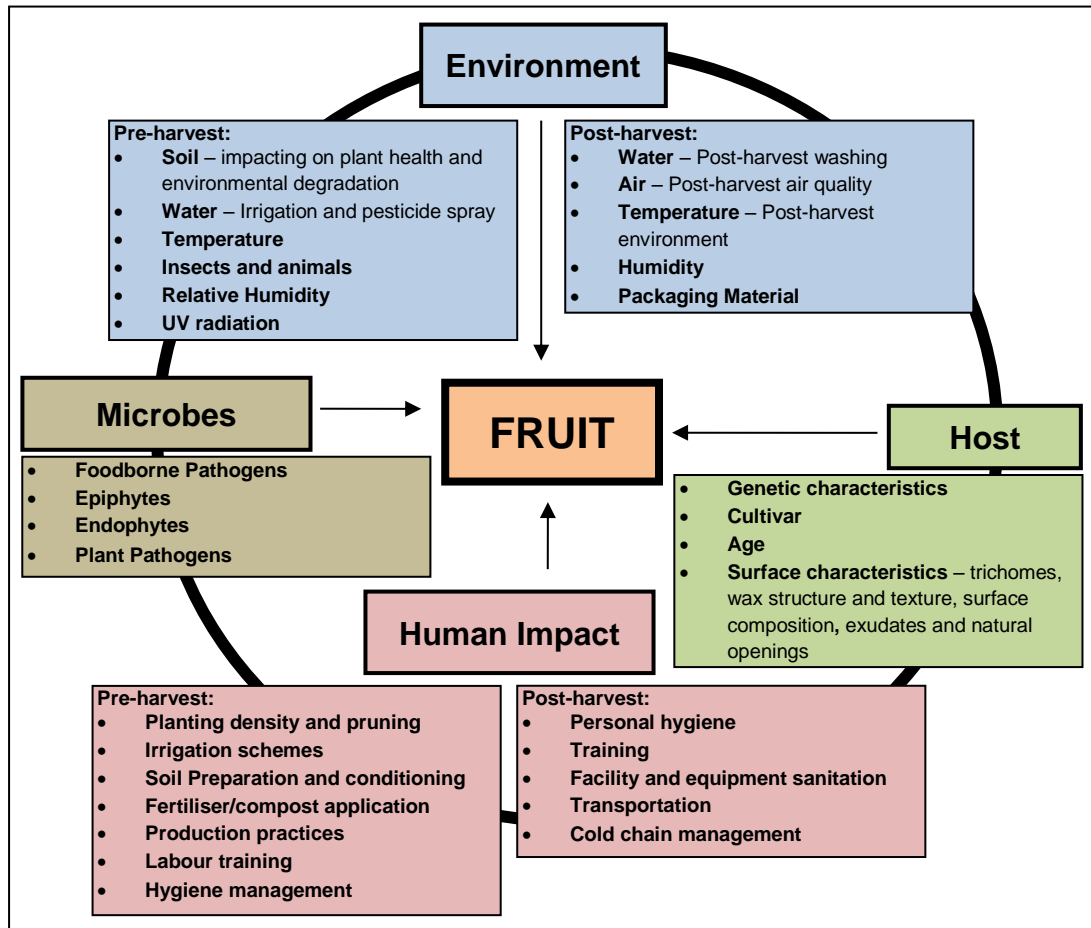 Environment
Pre-harvest:
• Soil – impacting on plant health and
environmental degradation
• Water – Irrigation and pesticide spray
• Temperature
• Insects and animals
• Relative Humidity
• UV radiation
Post-harvest:
• Water – Post-harvest washing
• Air – Post-harvest air quality
• Temperature – Post-harvest
environment
• Humidity
• Packaging Material
Microbes
• Foodborne Pathogens
• Epiphytes
• Endophytes
• Plant Pathogens
FRUIT
Host
• Genetic characteristics
• Cultivar
• Age
• Surface characteristics – trichomes,
wax structure and texture, surface
composition, exudates and natural
openings
Human Impact
Pre-harvest:
• Planting density and pruning
• Irrigation schemes
• Soil Preparation and conditioning
• Fertiliser/compost application
• Production practices
• Labour training
• Hygiene management
Post-harvest:
• Personal hygiene
• Training
• Facility and equipment sanitation
• Transportation
• Cold chain management